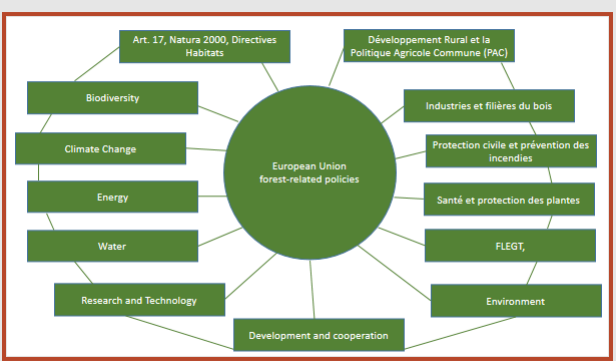 Art. 17, Natura 2000, Directives
Habitats
Développement Rural et la
Politique Agricole Commune (PAC)
Biodiversity
Industries et filières du bois
Climate Change
Protection civile et prévention des
incendies
European Union
forest-related policies
Energy
Santé et protection des plantes
Water
FLEGT,
Research and Technology
Environment
Development and cooperation